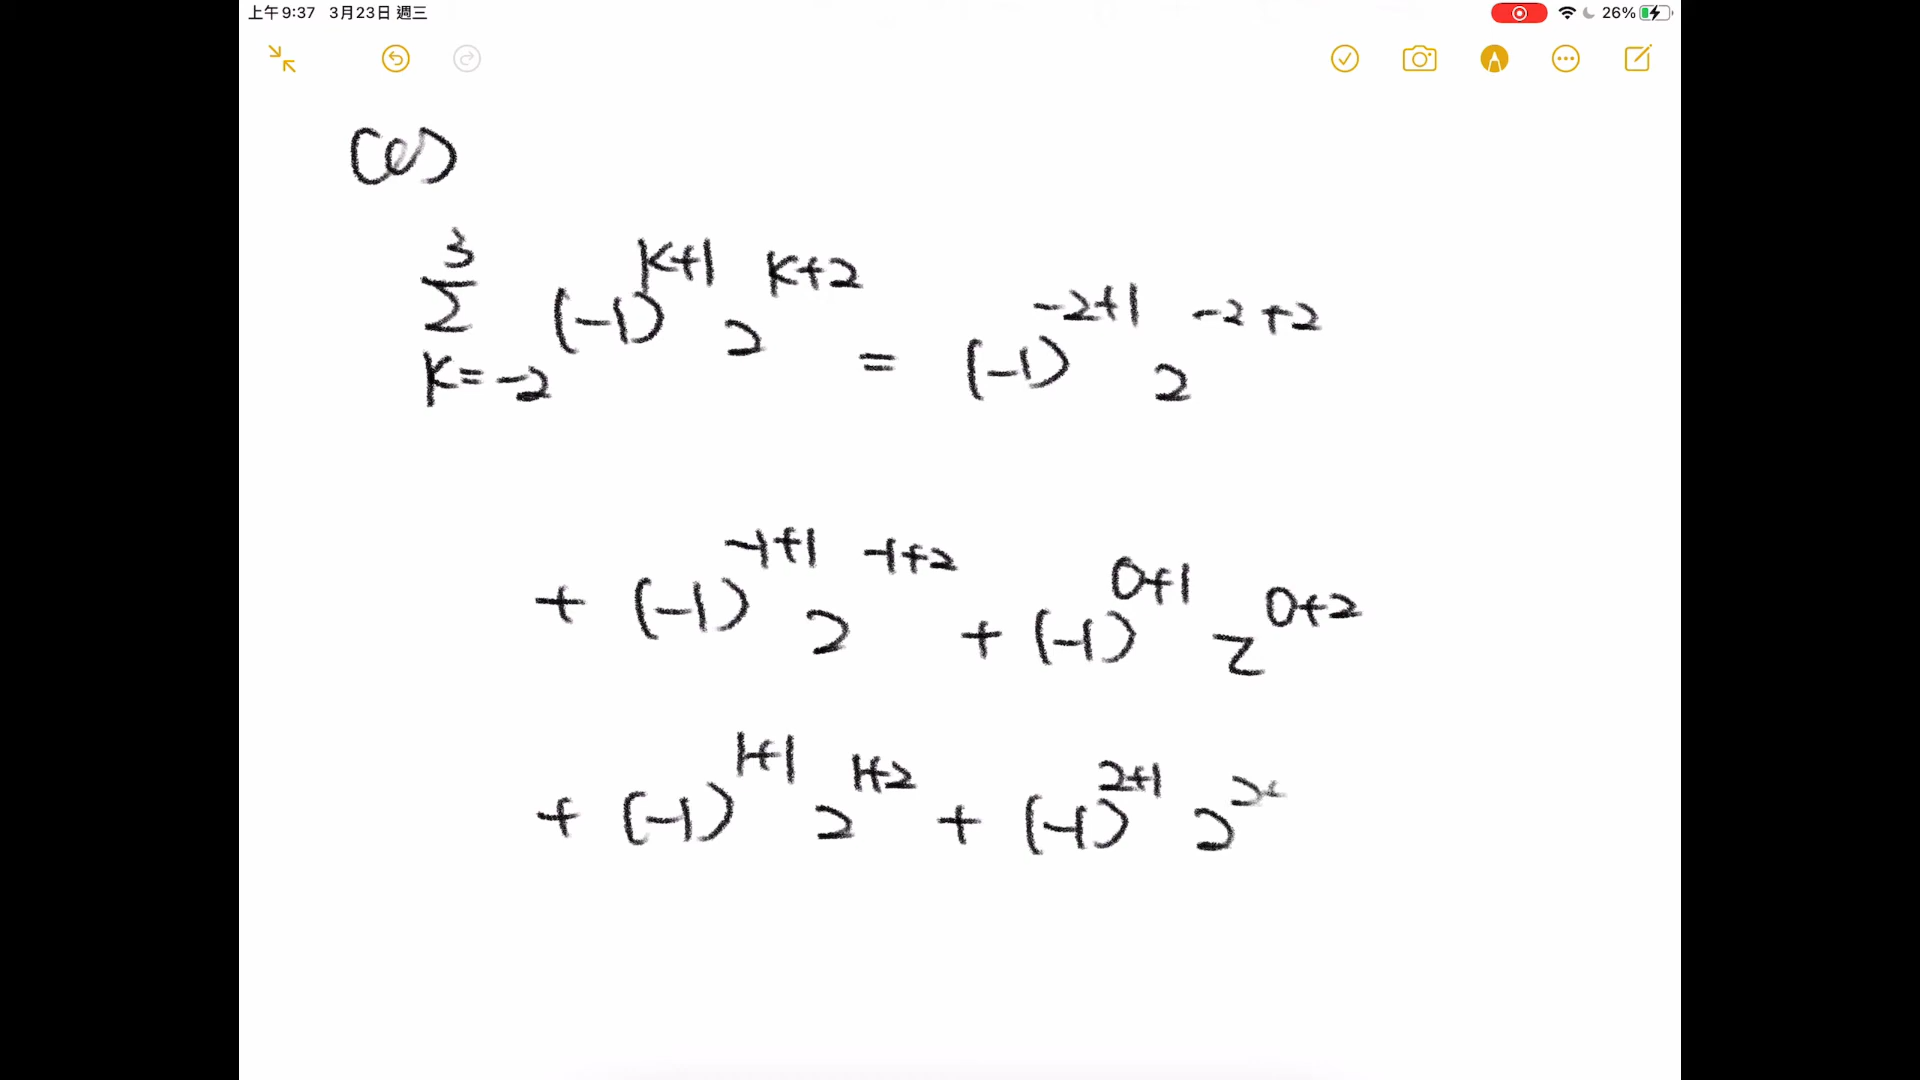 上午9:37 3月23日 週三 26%
(e)
3
∑ (-1)^{k+1} 2^{k+2} = (-1)^{-2+1} 2^{-2+2}
K=-2
+ (-1)^{-1+1} 2^{-1+2} + (-1)^{0+1} 2^{0+2}
+ (-1)^{1+1} 2^{1+2} + (-1)^{2+1} 2^{2+